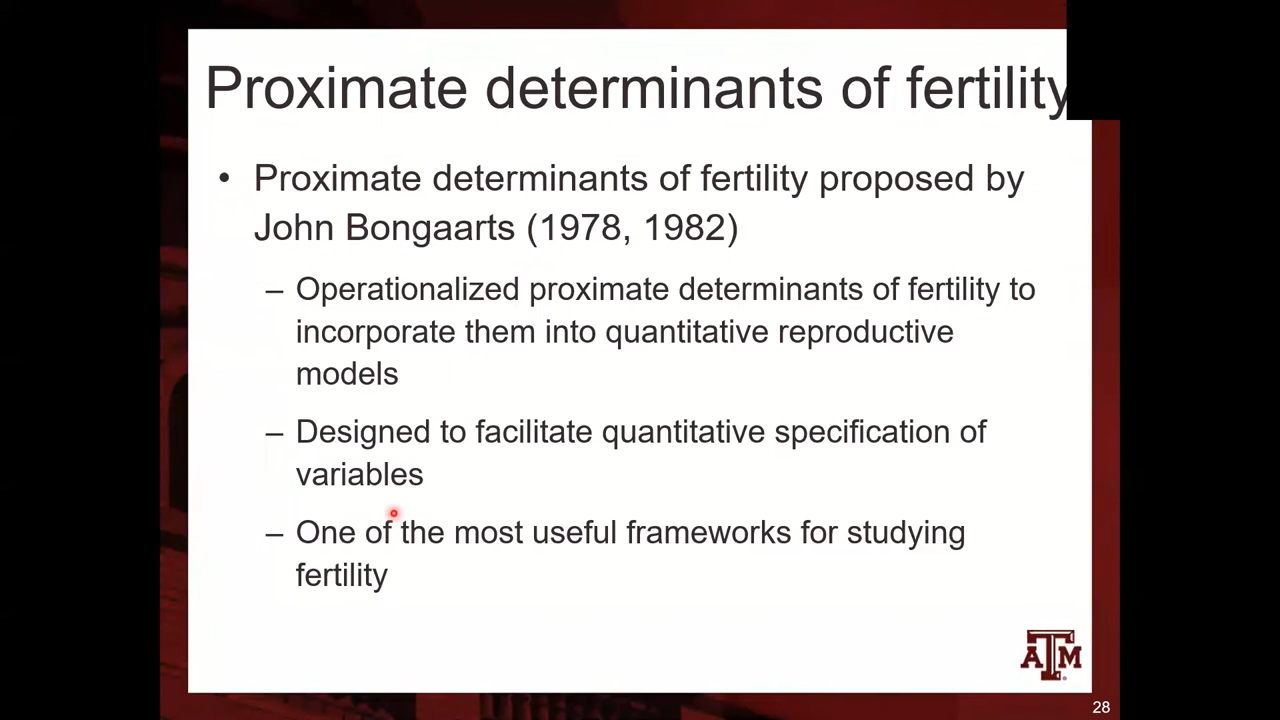 Proximate determinants of fertility
• Proximate determinants of fertility proposed by
John Bongaarts (1978, 1982)
– Operationalized proximate determinants of fertility to
incorporate them into quantitative reproductive
models
– Designed to facilitate quantitative specification of
variables
– One of the most useful frameworks for studying
fertility
ATM
28